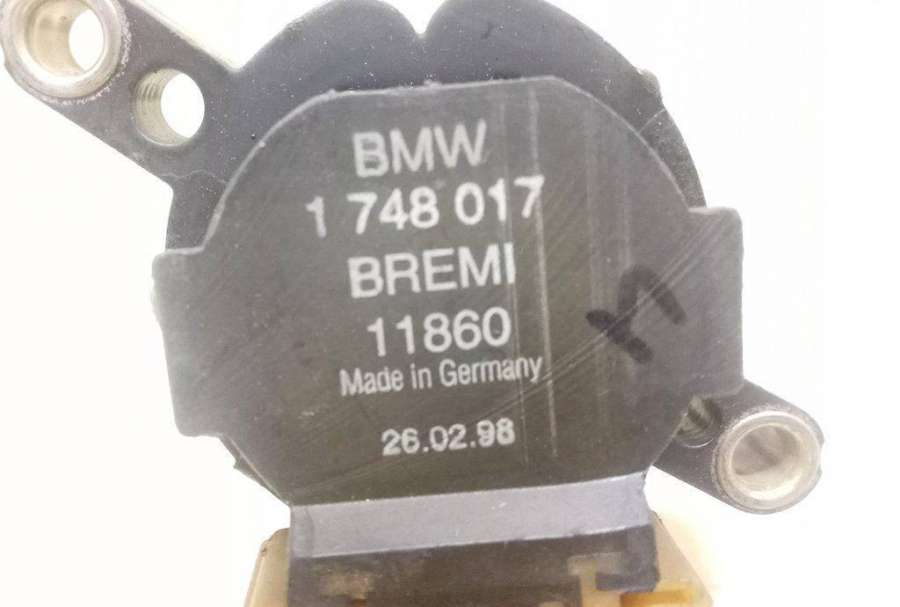 BMW
1 748 017
BREMI
11860
Made in Germany
26.02.98